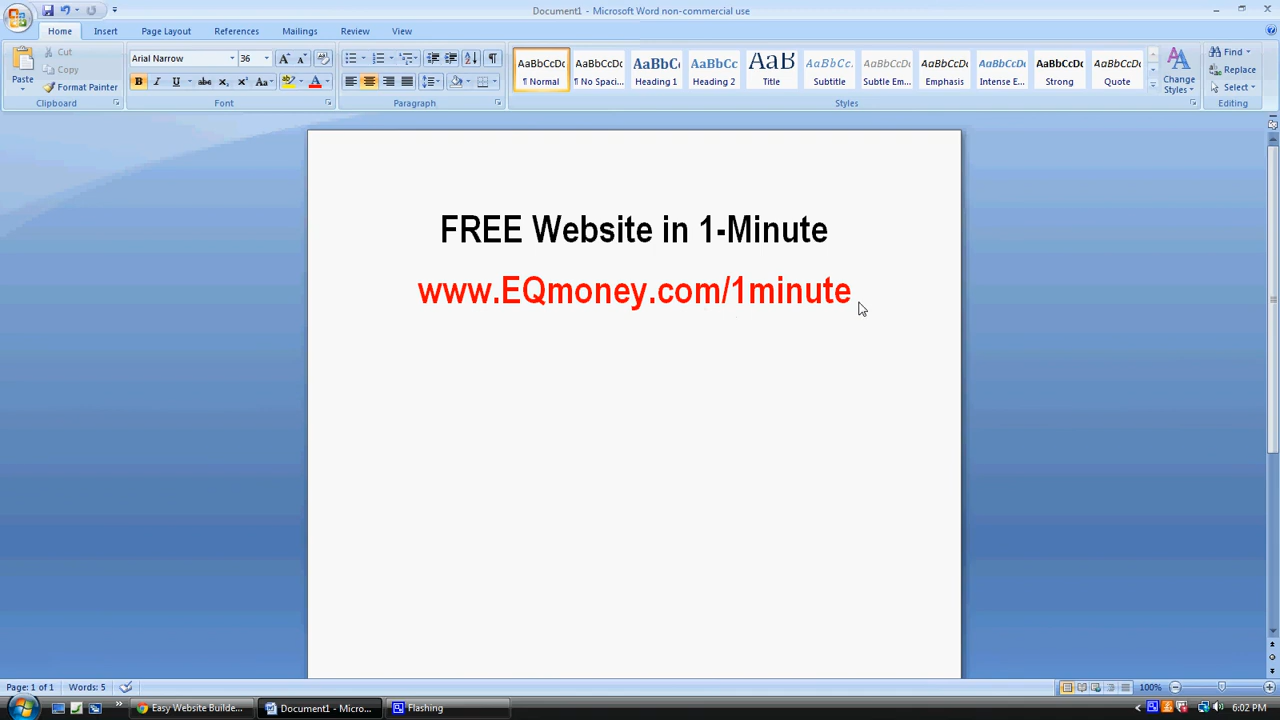 Document1 - Microsoft Word non-commercial use
Home Insert Page Layout References Mailings Review View
Paste
Cut
Copy
Format Painter
Clipboard
Arial Narrow 36
Font
Paragraph
AaBbCcDc AaBbCcDc AaBbC AaBbCc AaB AaBbCc. AaBbCcDc AaBbCcDc AaBbCcDc AaBbCcDc AaBbCcDc
¶ Normal ¶ No Spaci... Heading 1 Heading 2 Title Subtitle Subtle Em... Emphasis Intense E... Strong Quote
Change Styles
Styles
Find
Replace
Select
Editing
FREE Website in 1-Minute
www.EQmoney.com/1minute
Page: 1 of 1 Words: 5 100%
Easy Website Builde... Document1 - Micro... Flashing 6:02 PM